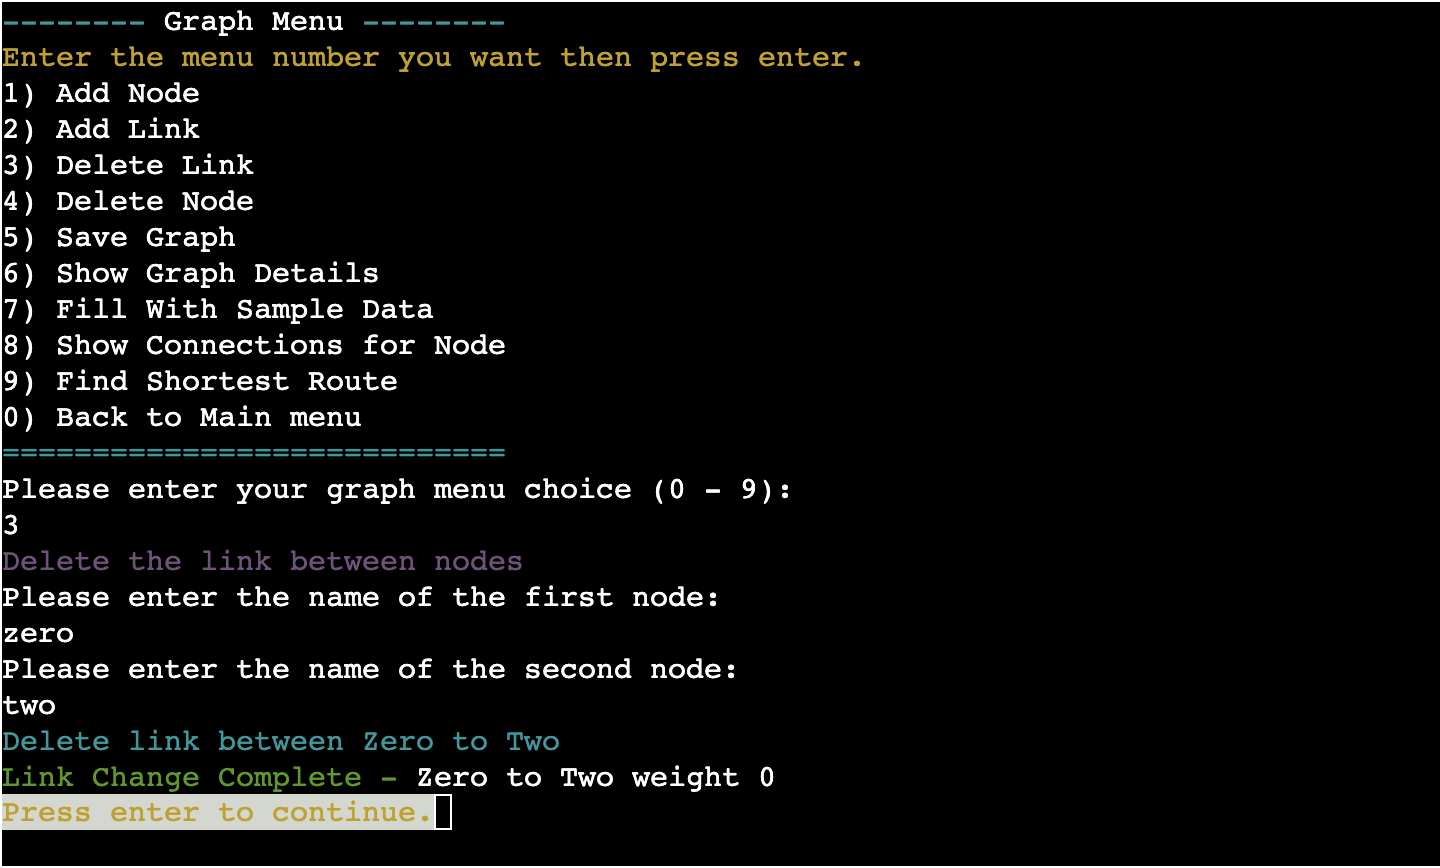 -------- Graph Menu --------
Enter the menu number you want then press enter.
1) Add Node
2) Add Link
3) Delete Link
4) Delete Node
5) Save Graph
6) Show Graph Details
7) Fill With Sample Data
8) Show Connections for Node
9) Find Shortest Route
0) Back to Main menu
============================
Please enter your graph menu choice (0 - 9):
3
Delete the link between nodes
Please enter the name of the first node:
zero
Please enter the name of the second node:
two
Delete link between Zero to Two
Link Change Complete - Zero to Two weight 0
Press enter to continue.